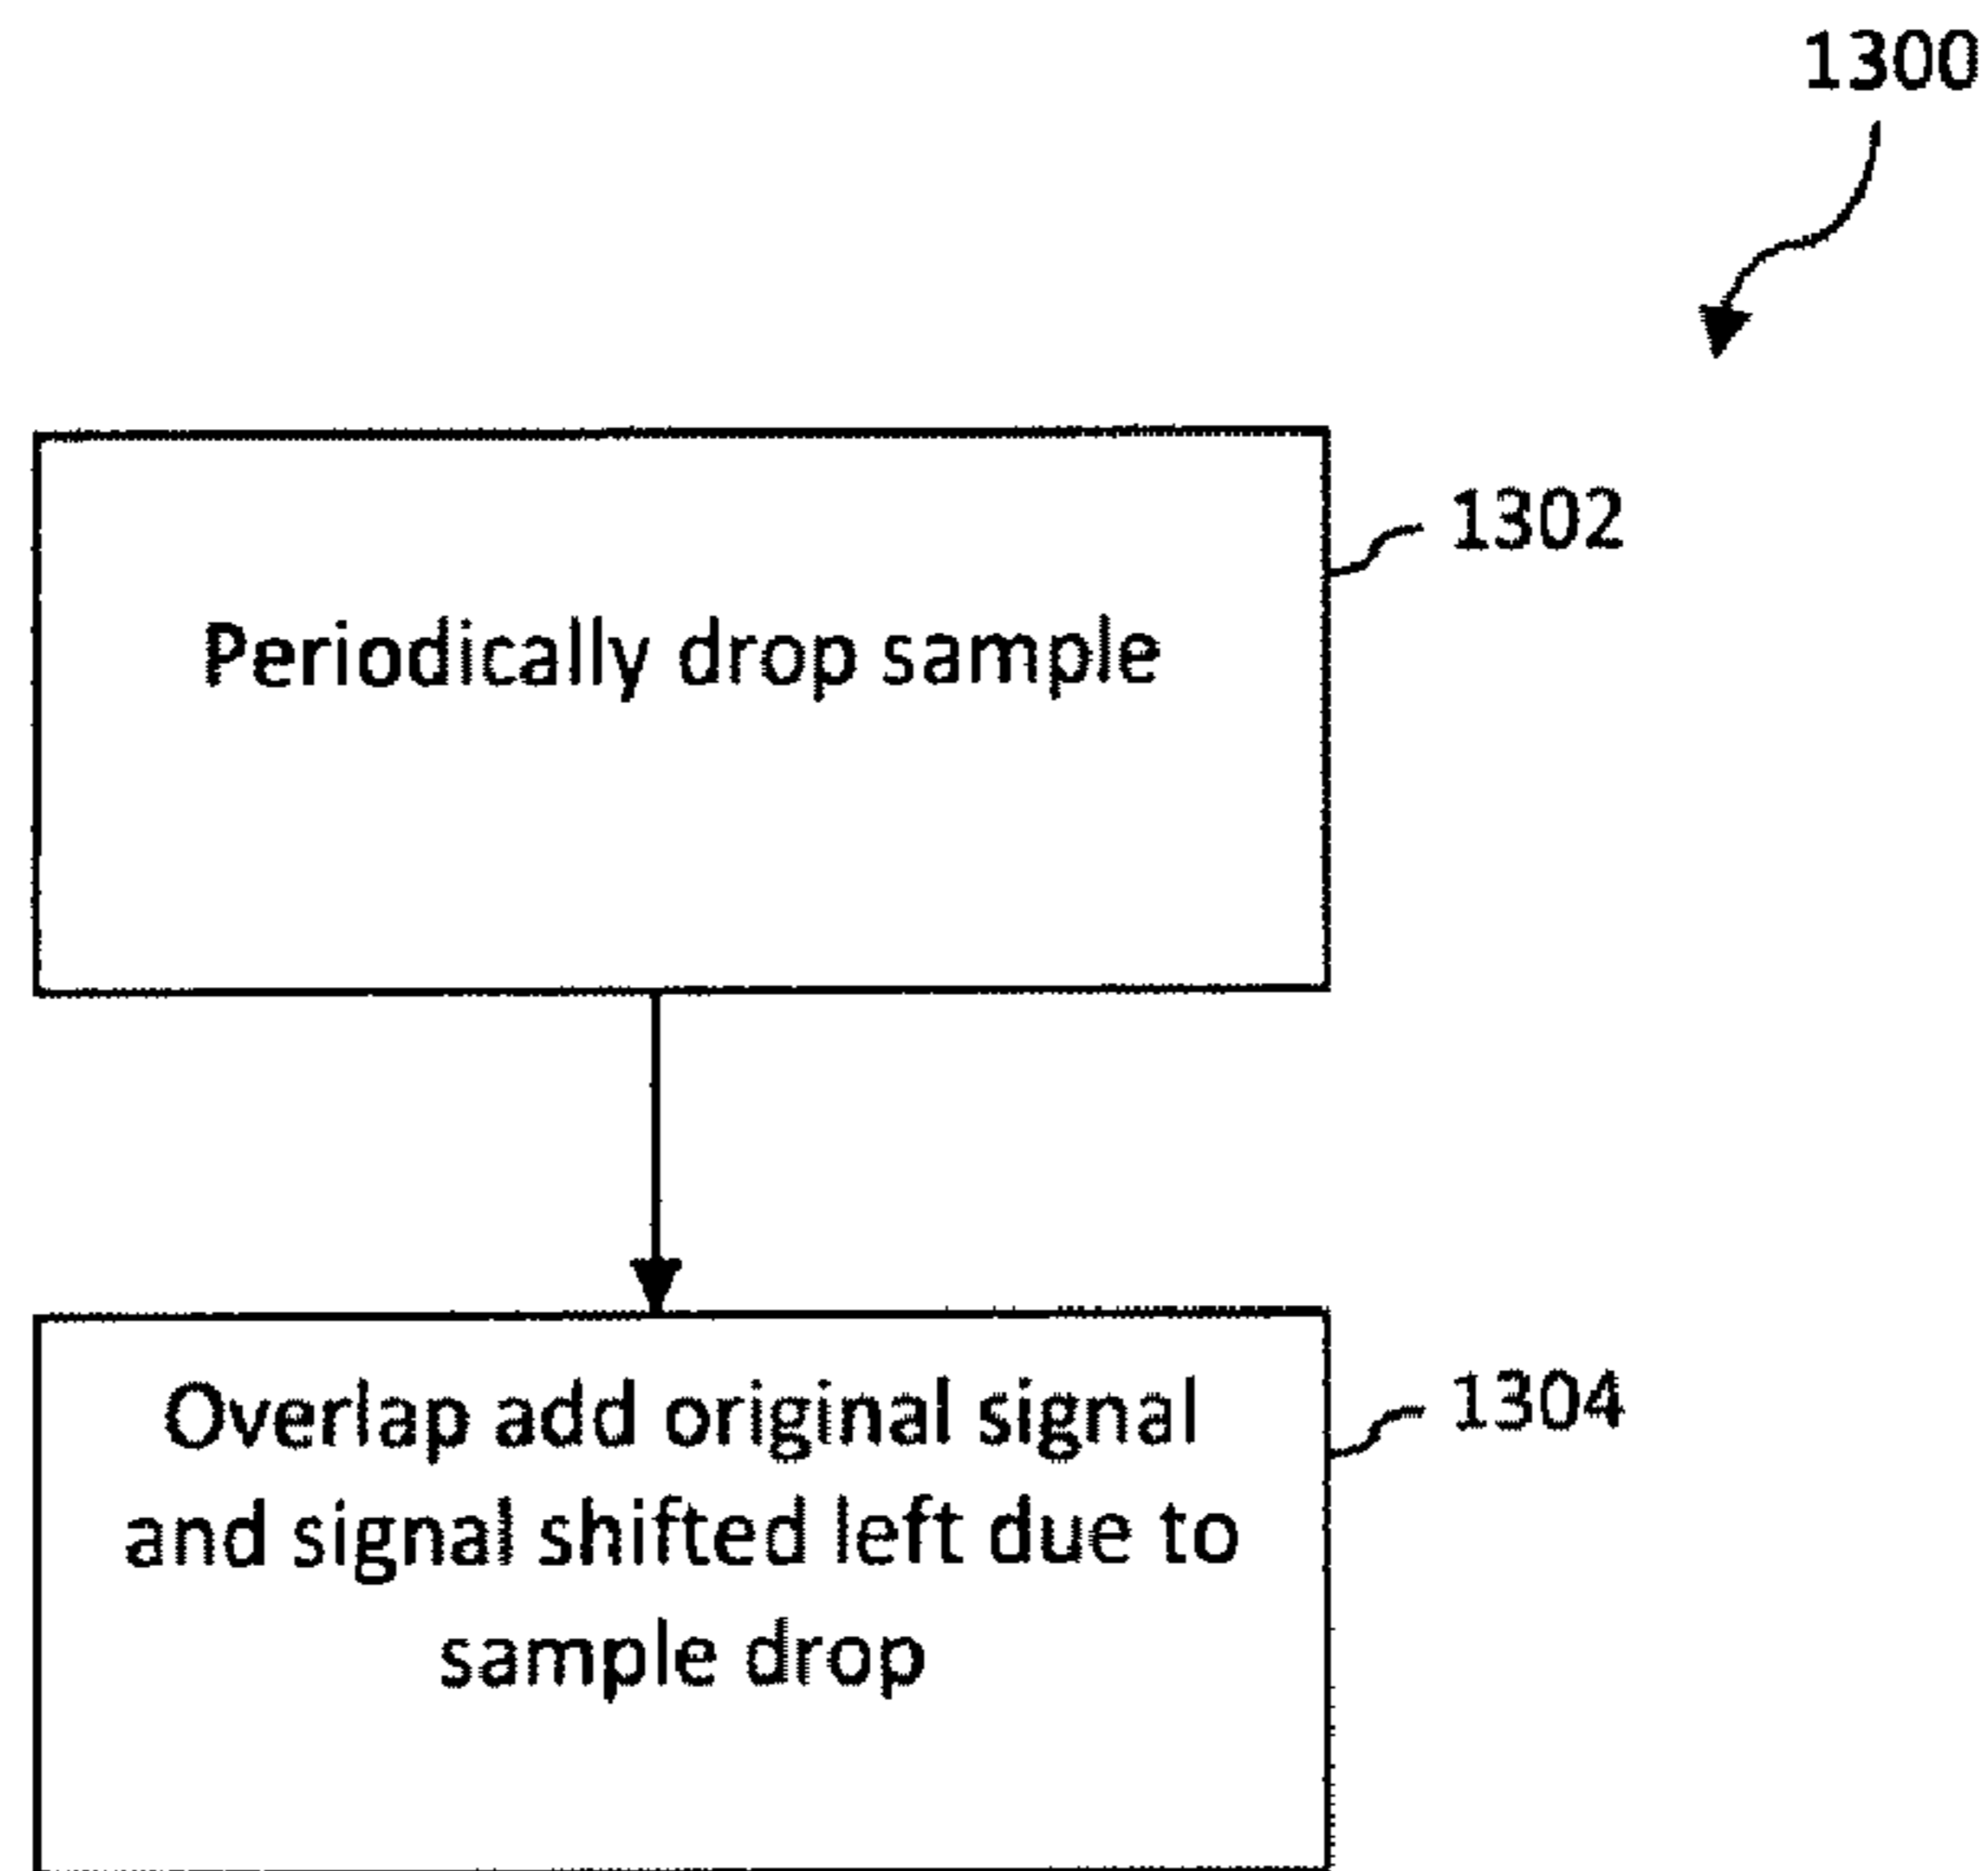 1300
1302
Periodically drop sample
1304
Overlap add original signal
and signal shifted left due to
sample drop